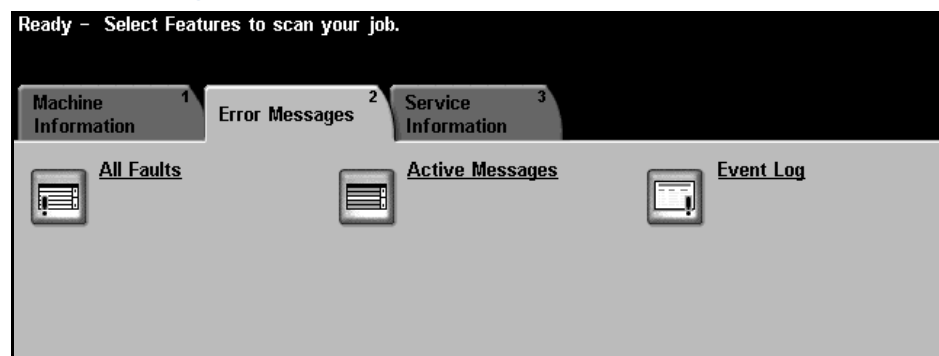 Ready - Select Features to scan your job.
Machine Information 1
Error Messages 2
Service Information 3
All Faults
Active Messages
Event Log